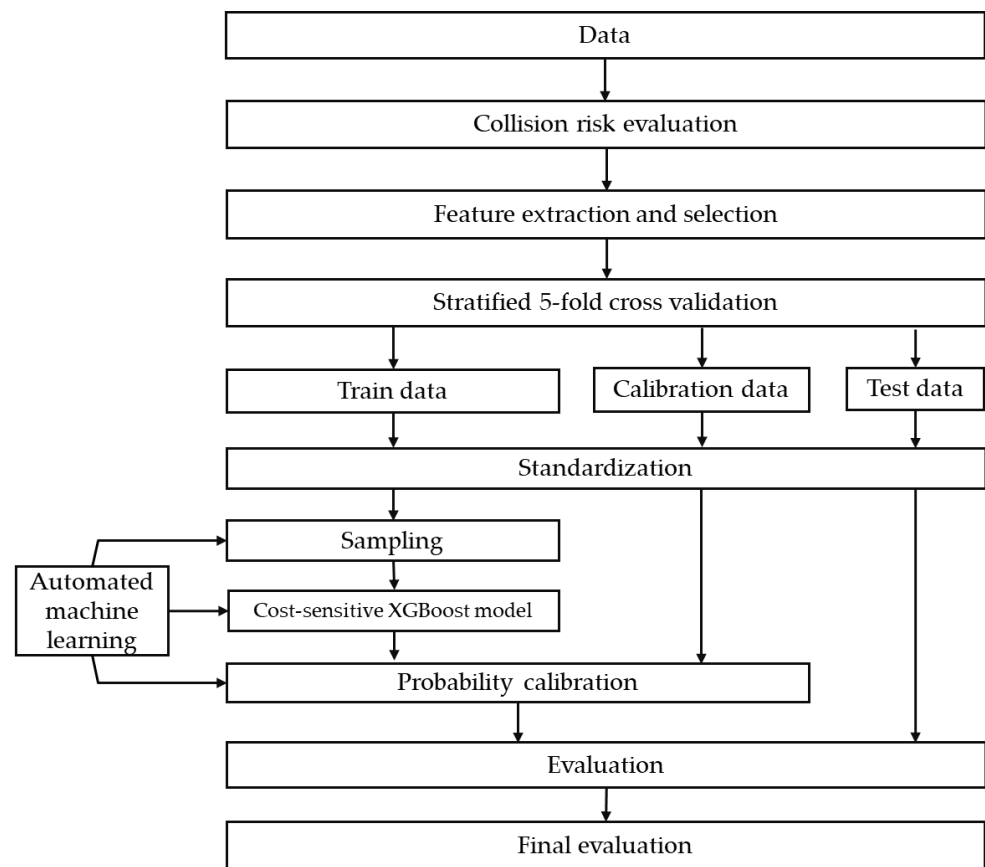 Data
Collision risk evaluation
Feature extraction and selection
Stratified 5-fold cross validation
Train data
Calibration data
Test data
Standardization
Sampling
Automated
machine
learning
Cost-sensitive XGBoost model
Probability calibration
Evaluation
Final evaluation